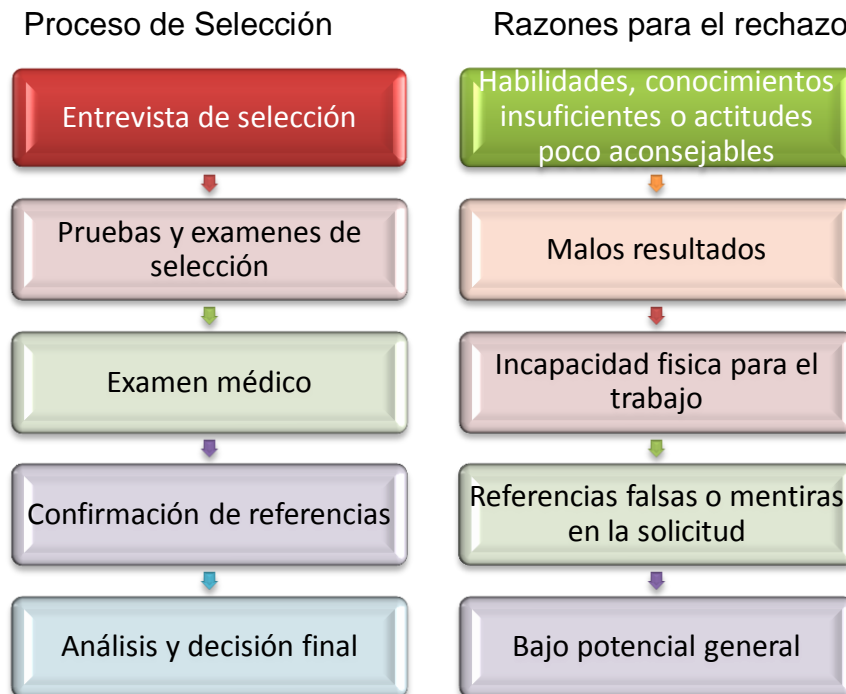 Proceso de Selección
Razones para el rechazo
Entrevista de selección
Habilidades, conocimientos
insuficientes o actitudes
poco aconsejables
Pruebas y examenes de
selección
Malos resultados
Examen médico
Incapacidad fisica para el
trabajo
Confirmación de referencias
Referencias falsas o mentiras
en la solicitud
Análisis y decisión final
Bajo potencial general